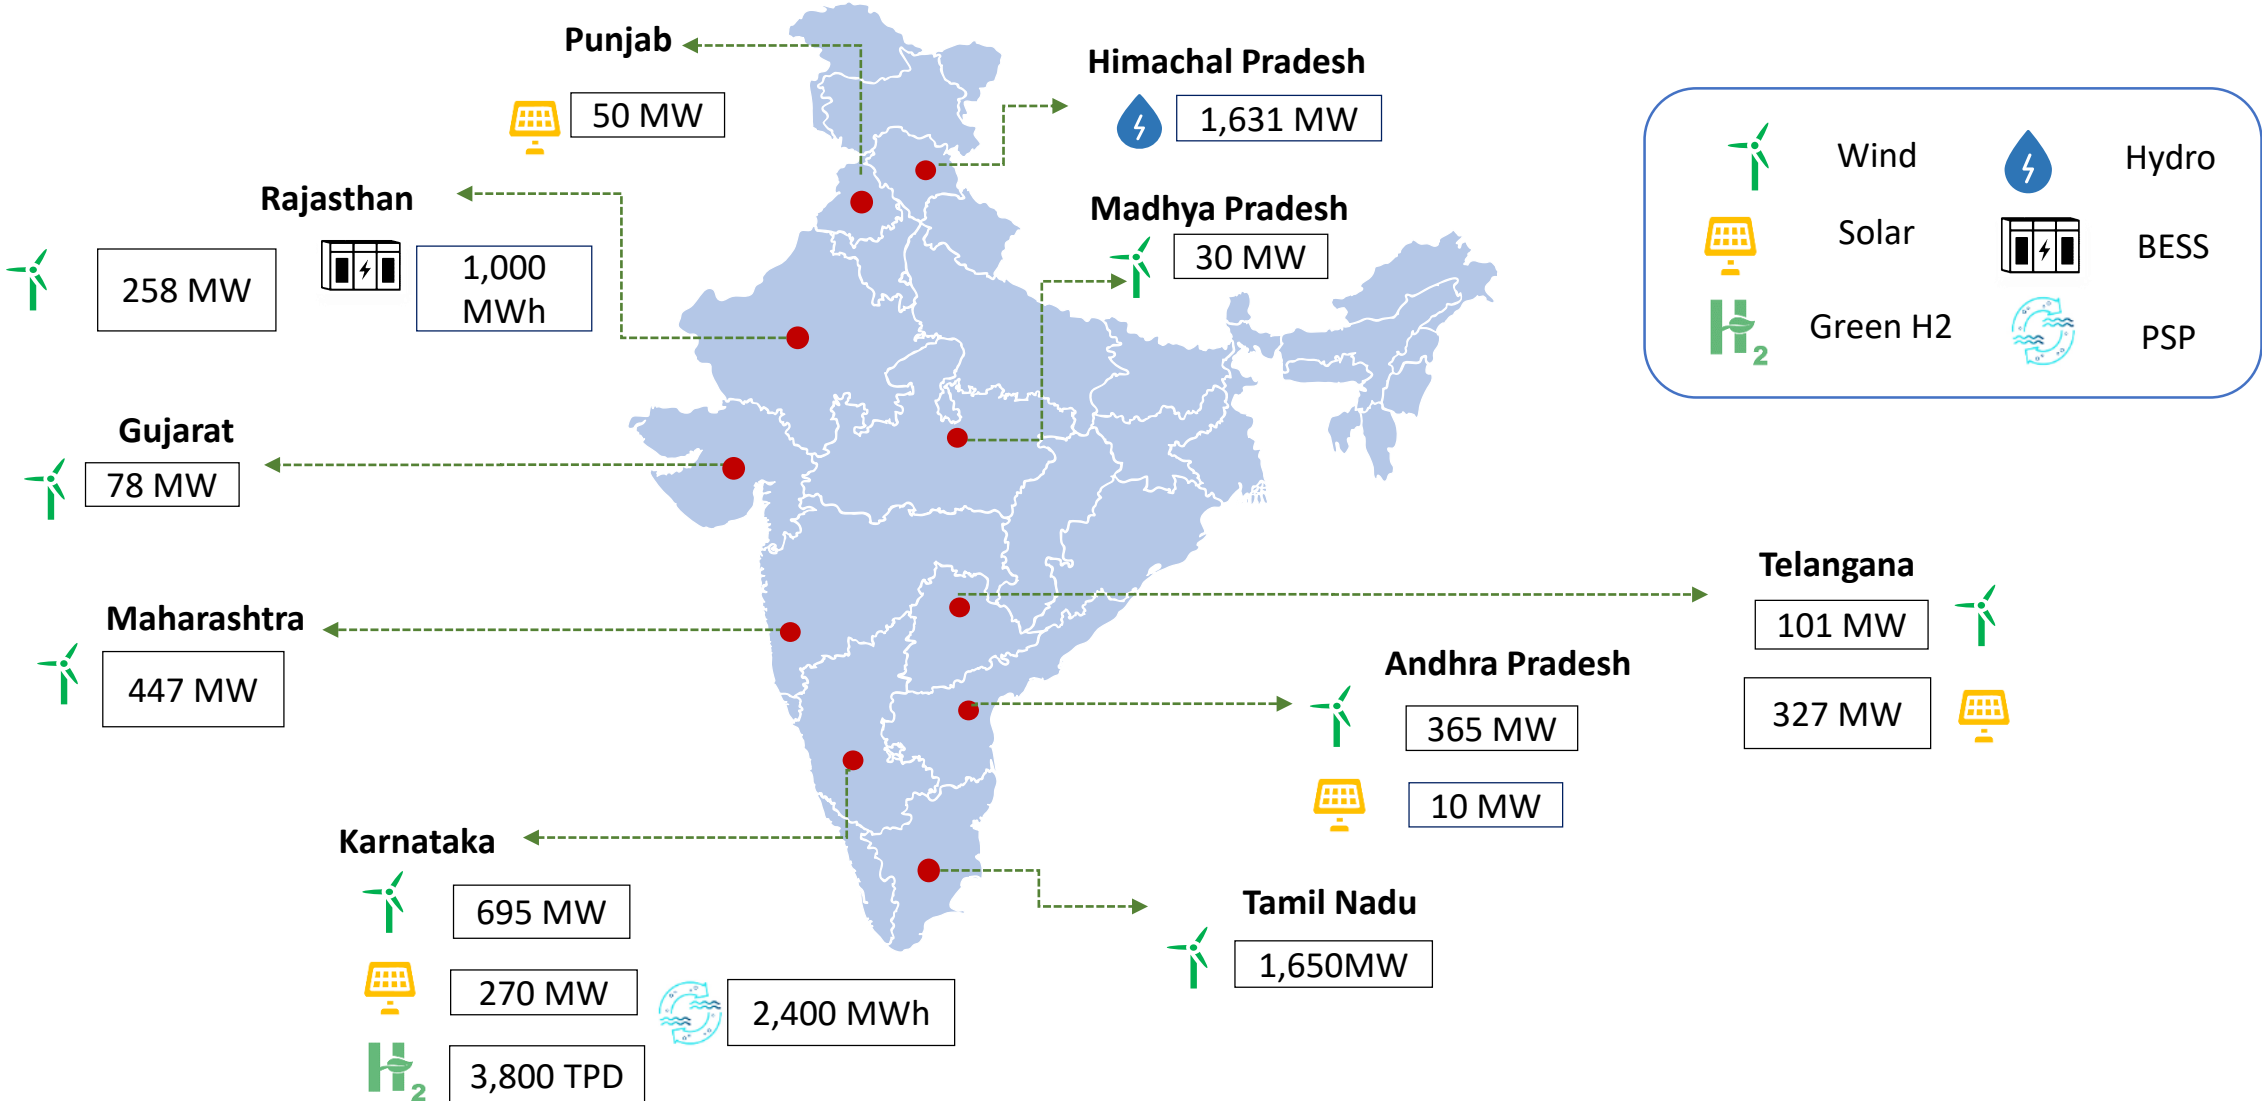 Punjab
50 MW
Himachal Pradesh
1,631 MW
Rajasthan
258 MW
1,000
MWh
Madhya Pradesh
30 MW
Wind
Hydro
Solar
BESS
Green H2
H2
PSP
Gujarat
78 MW
Maharashtra
447 MW
Telangana
101 MW
327 MW
Andhra Pradesh
365 MW
10 MW
Karnataka
695 MW
270 MW
2,400 MWh
H2
3,800 TPD
Tamil Nadu
1,650MW